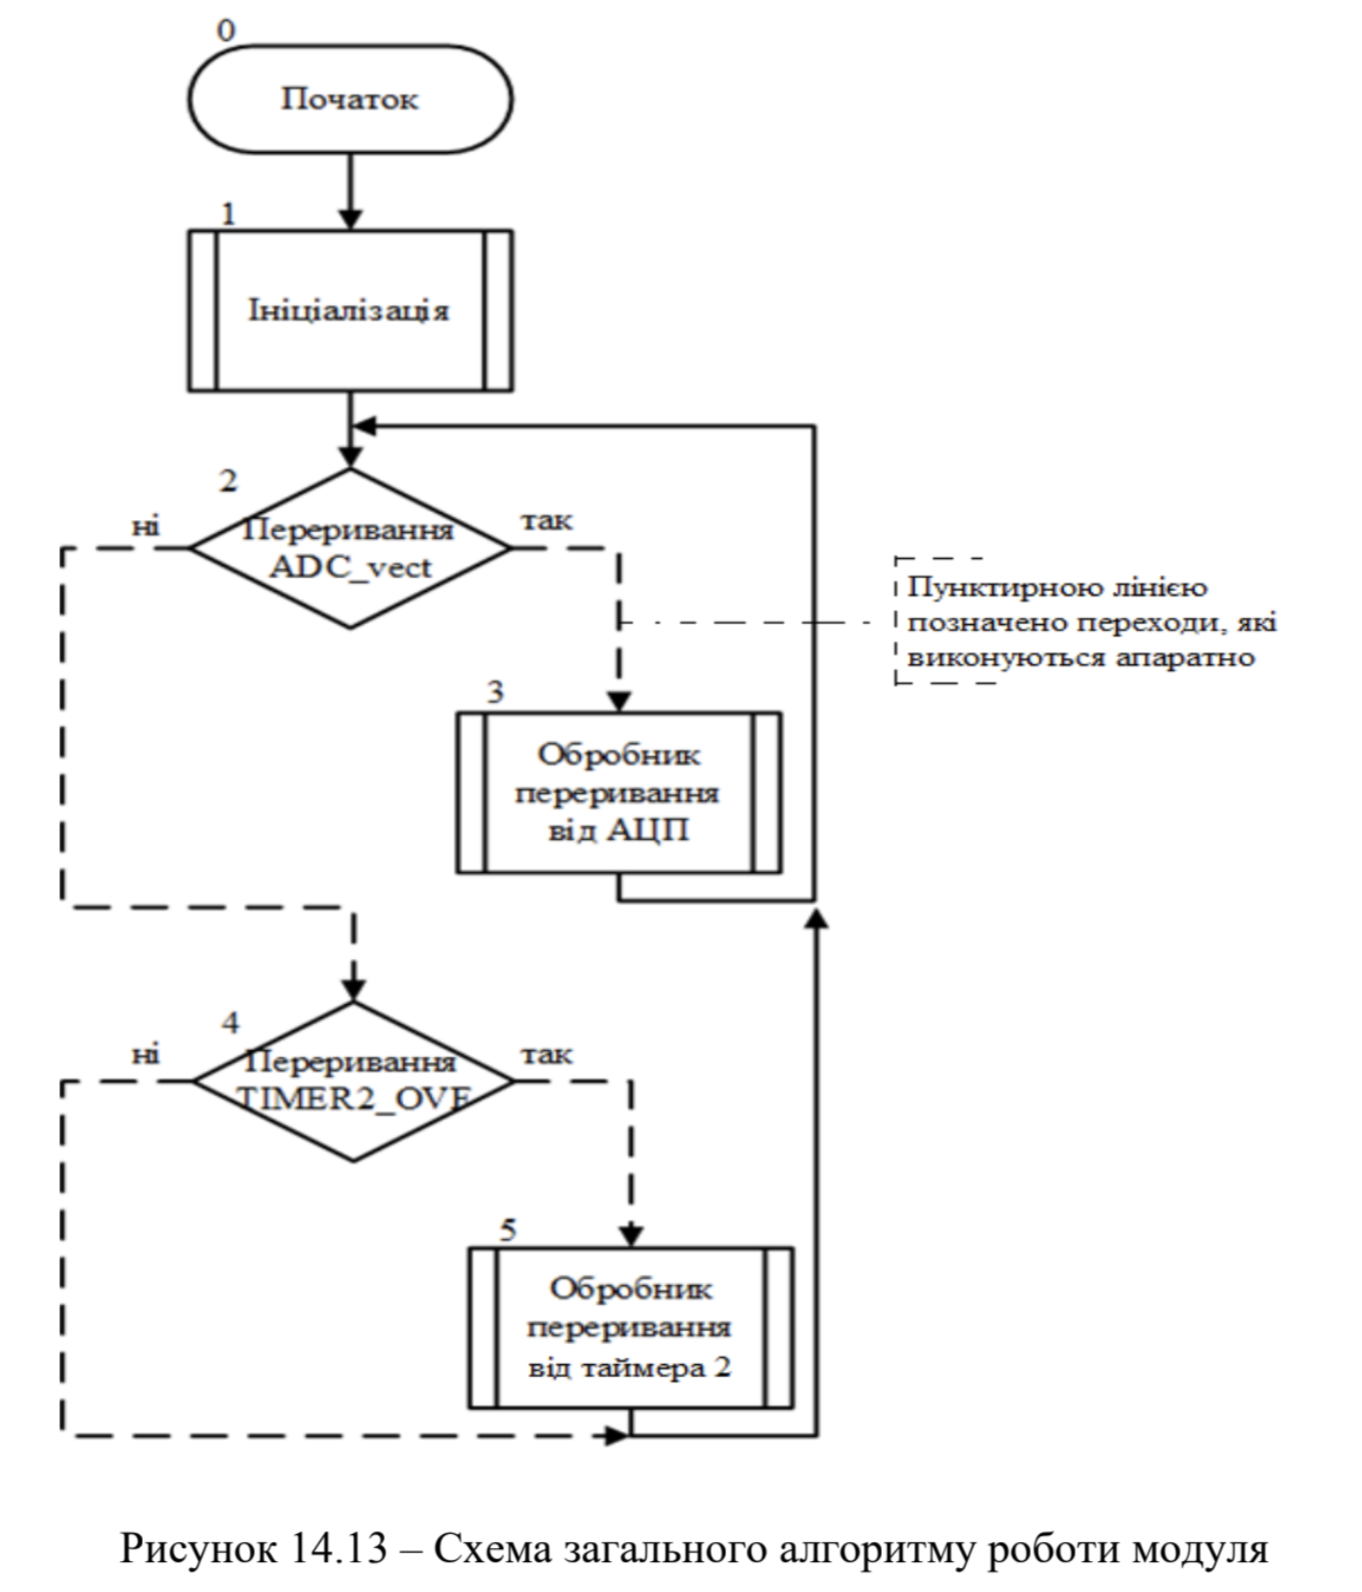 0
Початок
1
Ініціалізація
2
ні
Переривання
ADC_vect
так
Пунктирною лінією
позначено переходи, які
виконуються апаратно
3
Обробник
переривання
від АЦП
4
ні
Переривання
TIMER2_OVF
так
5
Обробник
переривання
від таймера 2
Рисунок 14.13 – Схема загального алгоритму роботи модуля